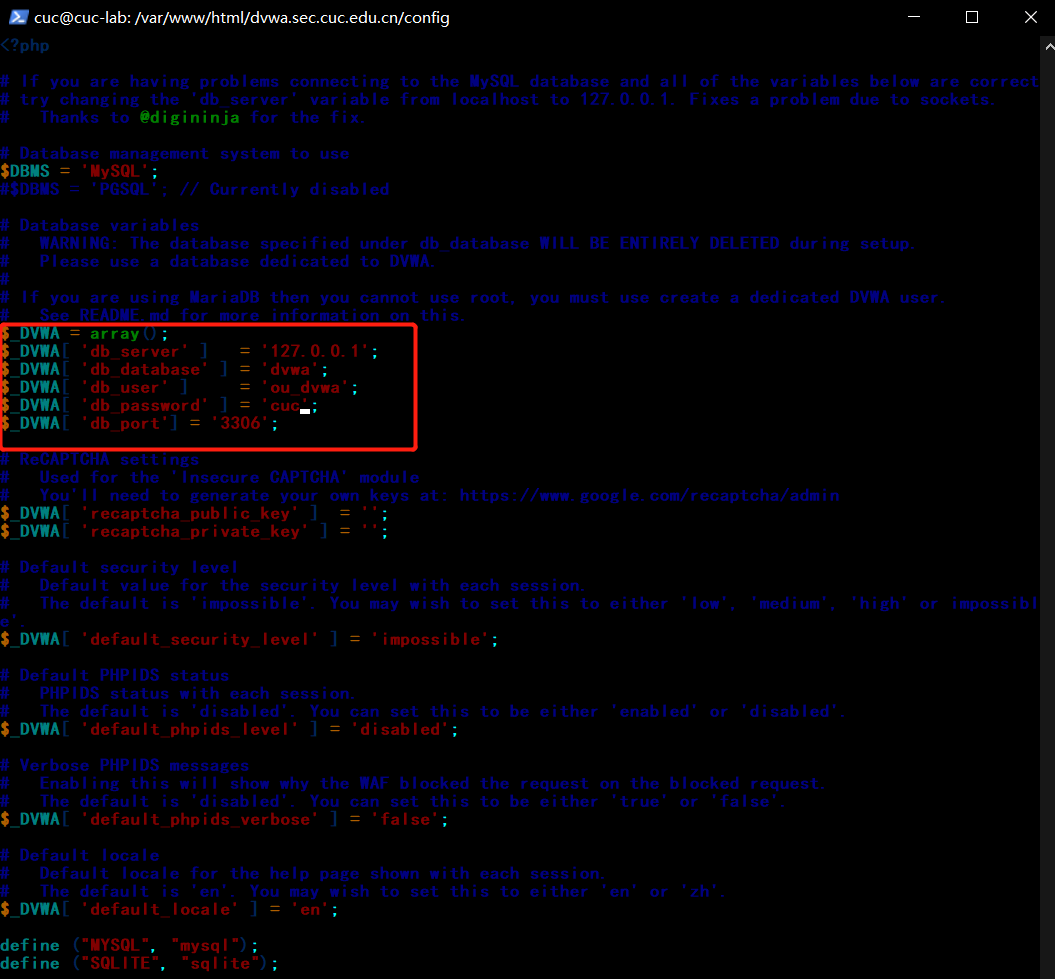 cuc@cuc-lab: /var/www/html/dvwa.sec.cuc.edu.cn/config
<?php
# If you are having problems connecting to the MySQL database and all of the variables below are correct
# try changing the 'db_server' variable from localhost to 127.0.0.1. Fixes a problem due to sockets.
#   Thanks to @digininja for the fix.
# Database management system to use
$DBMS = 'MySQL';
#$DBMS = 'PGSQL'; // Currently disabled
# Database variables
#   WARNING: The database specified under db_database WILL BE ENTIRELY DELETED during setup.
#   Please use a database dedicated to DVWA.
#
# If you are using MariaDB then you cannot use root, you must use create a dedicated DVWA user.
#   See README.md for more information on this.
$_DVWA = array();
$_DVWA[ 'db_server' ]   = '127.0.0.1';
$_DVWA[ 'db_database' ] = 'dvwa';
$_DVWA[ 'db_user' ]     = 'ou_dvwa';
$_DVWA[ 'db_password' ] = 'cuc';
$_DVWA[ 'db_port'] = '3306';
# ReCAPTCHA settings
#   Used for the 'Insecure CAPTCHA' module
#   You'll need to generate your own keys at: https://www.google.com/recaptcha/admin
$_DVWA[ 'recaptcha_public_key' ]  = '';
$_DVWA[ 'recaptcha_private_key' ] = '';
# Default security level
#   Default value for the security level with each session.
#   The default is 'impossible'. You may wish to set this to either 'low', 'medium', 'high' or impossibl
e'.
$_DVWA[ 'default_security_level' ] = 'impossible';
# Default PHPIDS status
#   PHPIDS status with each session.
#   The default is 'disabled'. You can set this to be either 'enabled' or 'disabled'.
$_DVWA[ 'default_phpids_level' ] = 'disabled';
# Verbose PHPIDS messages
#   Enabling this will show why the WAF blocked the request on the blocked request.
#   The default is 'disabled'. You can set this to be either 'true' or 'false'.
$_DVWA[ 'default_phpids_verbose' ] = 'false';
# Default locale
#   Default locale for the help page shown with each session.
#   The default is 'en'. You may wish to set this to either 'en' or 'zh'.
$_DVWA[ 'default_locale' ] = 'en';
define ("MYSQL", "mysql");
define ("SQLITE", "sqlite");